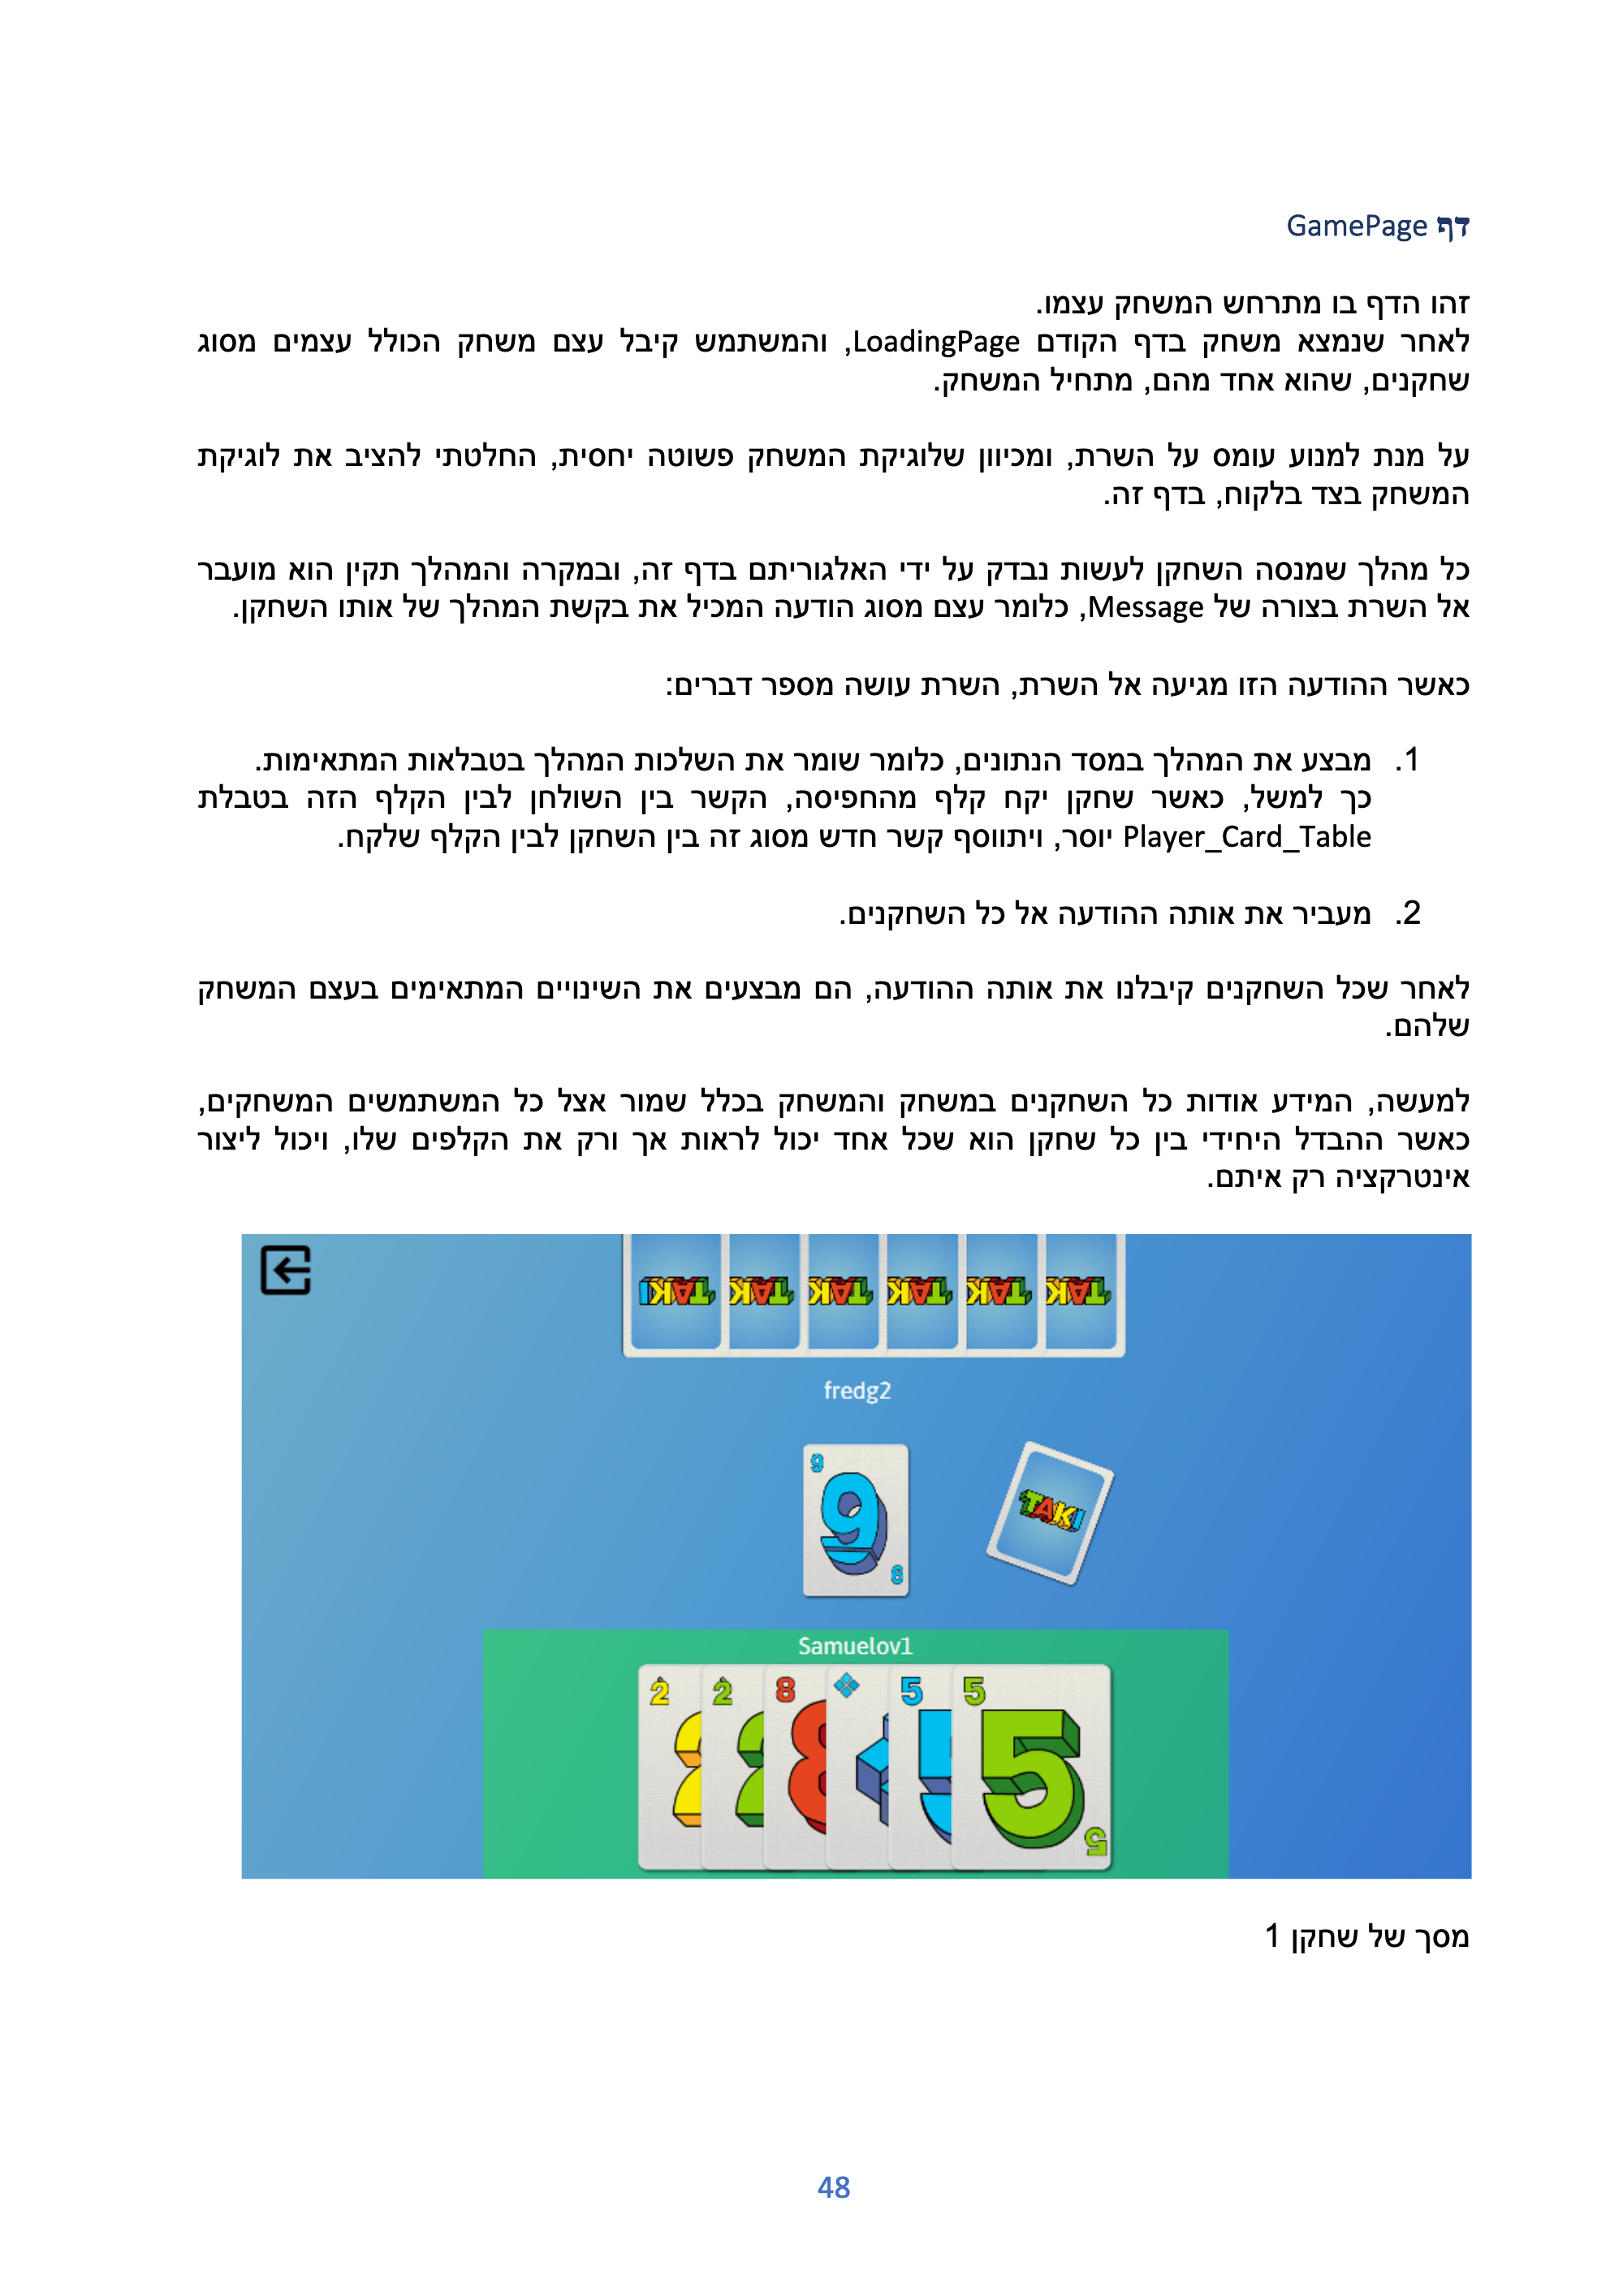 דף GamePage
זהו הדף בו מתרחש המשחק עצמו.
לאחר שנמצא משחק בדף הקודם LoadingPage, והמשתמש קיבל עצם משחק הכולל עצמים מסוג
שחקנים, שהוא אחד מהם, מתחיל המשחק.
על מנת למנוע עומס על השרת, ומכיוון שלוגיקת המשחק פשוטה יחסית, החלטתי להציב את לוגיקת
המשחק בצד בלקוח, בדף זה.
כל מהלך שמנסה השחקן לעשות נבדק על ידי האלגוריתם בדף זה, ובמקרה והמהלך תקין הוא מועבר
אל השרת בצורה של Message, כלומר עצם מסוג הודעה המכיל את בקשת המהלך של אותו השחקן.
כאשר ההודעה הזו מגיעה אל השרת, השרת עושה מספר דברים:
1. מבצע את המהלך במסד הנתונים, כלומר שומר את השלכות המהלך בטבלאות המתאימות.
כך למשל, כאשר שחקן יקח קלף מהחפיסה, הקשר בין השולחן לבין הקלף הזה בטבלת
Player_Card_Table יוסר, ויתווסף קשר חדש מסוג זה בין השחקן לבין הקלף שלקח.
2. מעביר את אותה ההודעה אל כל השחקנים.
לאחר שכל השחקנים קיבלנו את אותה ההודעה, הם מבצעים את השינויים המתאימים בעצם המשחק
שלהם.
למעשה, המידע אודות כל השחקנים במשחק והמשחק בכלל שמור אצל כל המשתמשים המשחקים,
כאשר ההבדל היחידי בין כל שחקן הוא שכל אחד יכול לראות אך ורק את הקלפים שלו, ויכול ליצור
אינטרקציה רק איתם.
TAKI TAK TAK TAK TAK TAK
fredg2
9 9 9
TAKI
Samuelov1
2 2 8 5 5
5 5
מסך של שחקן 1
48